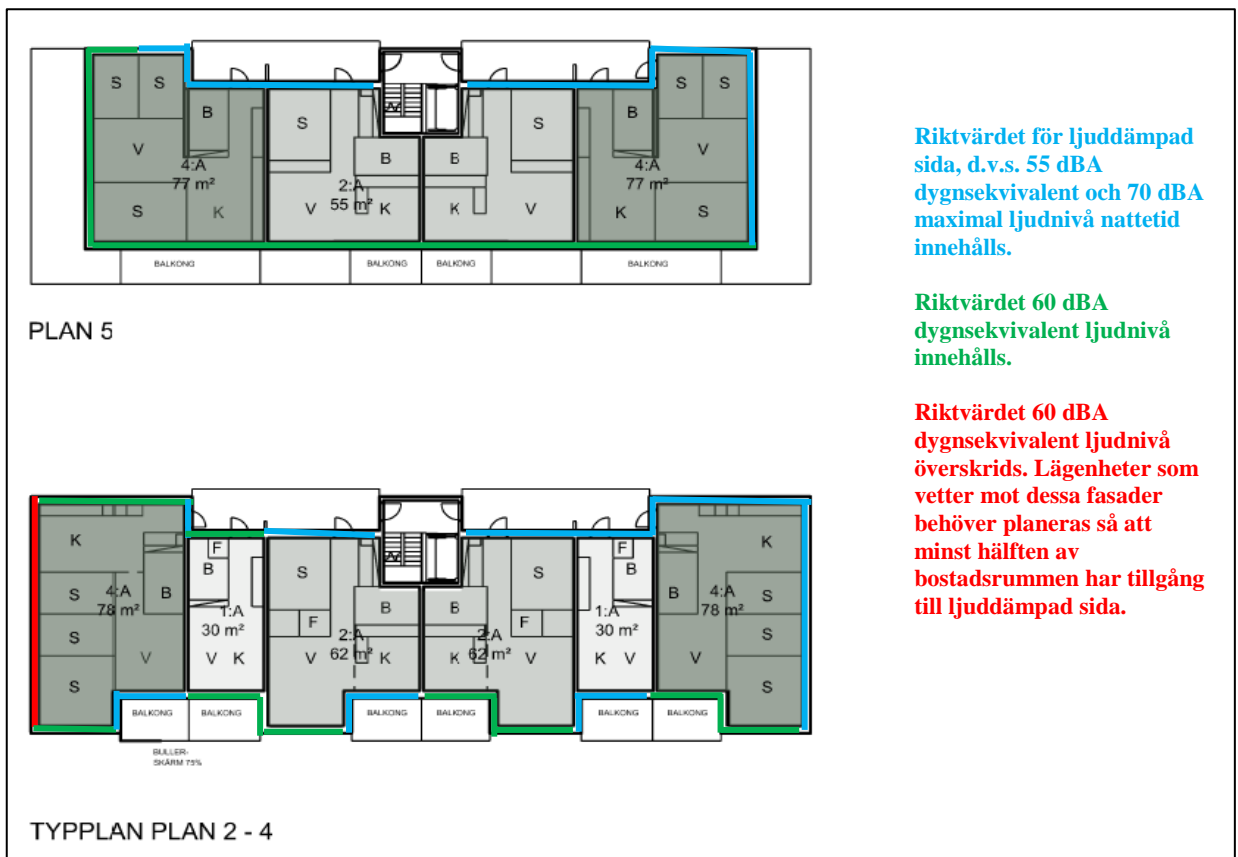 S S S S
B B
S S
V V
B B
4:A 4:A
77 m² 77 m²
2:A
V 55 m² K K V
S K K S
BALKONG BALKONG BALKONG BALKONG
PLAN 5
Riktvärdet för ljuddämpad
sida, d.v.s. 55 dBA
dygnsekvivalent och 70 dBA
maximal ljudnivå nattetid
innehålls.
Riktvärdet 60 dBA
dygnsekvivalent ljudnivå
innehålls.
Riktvärdet 60 dBA
dygnsekvivalent ljudnivå
överskrids. Lägenheter som
vetter mot dessa fasader
behöver planeras så att
minst hälften av
bostadsrummen har tillgång
till ljuddämpad sida.
K F F K
B S S B
S 4:A B B B B 4:A S
78 m² 78 m²
1:A F F 1:A
30 m² 30 m²
S 2:A 2:A S
62 m² 62 m²
V V K V K K V K V V
S S
BALKONG BALKONG BALKONG BALKONG BALKONG BALKONG
BULLER-
SKÄRM 75%
TYPPLAN PLAN 2 - 4